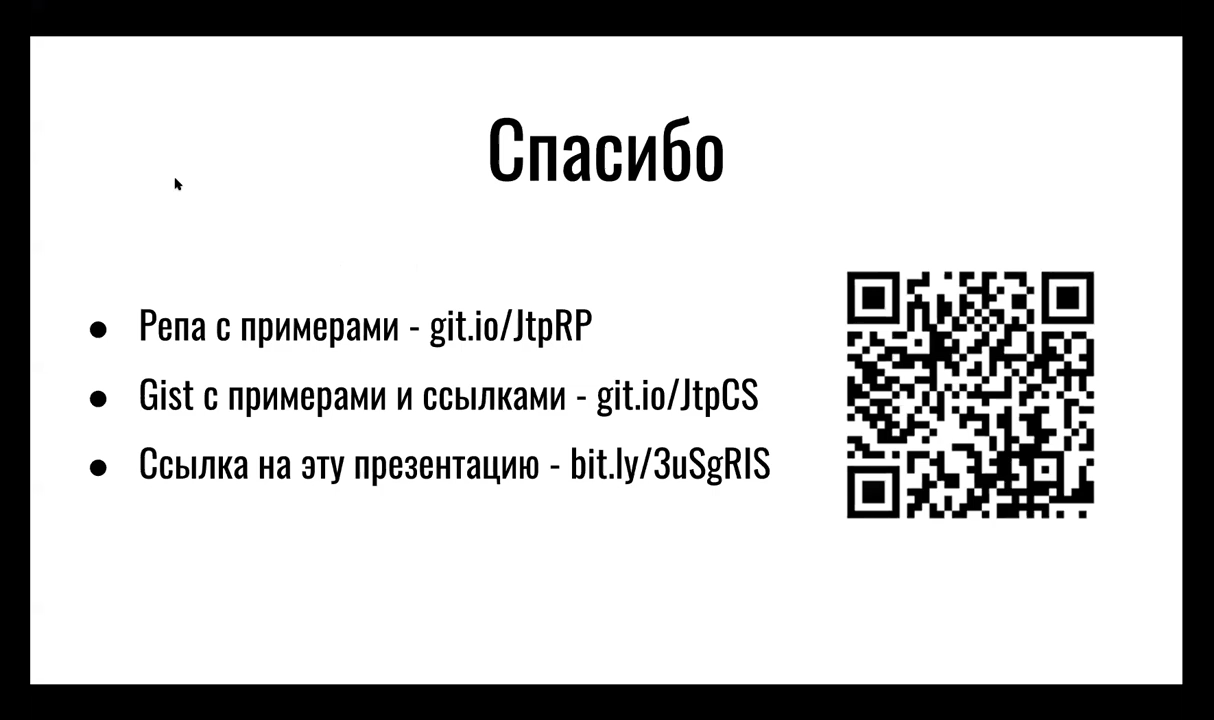 Спасибо
● Репа с примерами - git.io/JtpRP
● Gist с примерами и ссылками - git.io/JtpCS
● Ссылка на эту презентацию - bit.ly/3uSgRIS